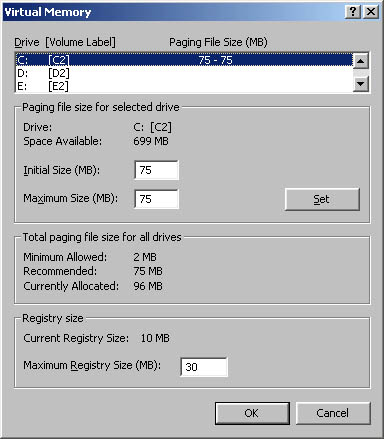 Virtual Memory
Drive [Volume Label] Paging File Size (MB)
C: [C2] 75 - 75
D: [D2]
E: [E2]
Paging file size for selected drive
Drive: C: [C2]
Space Available: 699 MB
Initial Size (MB): 75
Maximum Size (MB): 75
Set
Total paging file size for all drives
Minimum Allowed: 2 MB
Recommended: 75 MB
Currently Allocated: 96 MB
Registry size
Current Registry Size: 10 MB
Maximum Registry Size (MB): 30
OK Cancel